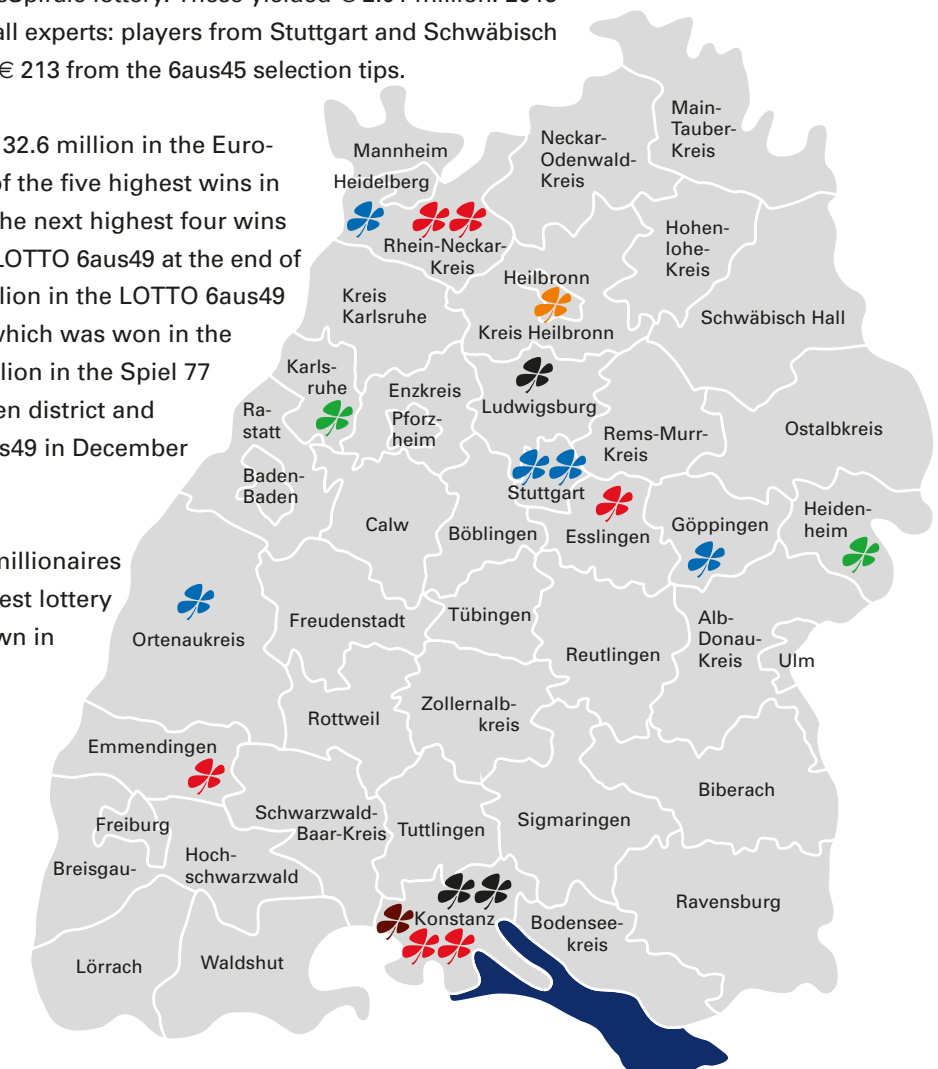 all experts: players from Stuttgart and Schwäbisch
€ 213 from the 6aus45 selection tips.
32.6 million in the Euro-
of the five highest wins in
the next highest four wins
LOTTO 6aus49 at the end of
lion in the LOTTO 6aus49
which was won in the
lion in the Spiel 77
en district and
s49 in December
millionaires
est lottery
wn in
Main-
Tauber-
Kreis
Neckar-
Odenwald-
Kreis
Mannheim
Heidelberg
Rhein-Neckar-
Kreis
Hohen-
lohe-
Kreis
Heilbronn
Kreis Heilbronn
Kreis
Karlsruhe
Schwäbisch Hall
Karls-
ruhe
Enzkreis
Pforz-
heim
Ludwigsburg
Ra-
statt
Rems-Murr-
Kreis
Ostalbkreis
Baden-
Baden
Stuttgart
Calw
Böblingen
Esslingen
Göppingen
Heiden-
heim
Ortenaukreis
Freudenstadt
Tübingen
Reutlingen
Alb-
Donau-
Kreis
Ulm
Rottweil
Zollernalb-
kreis
Emmendingen
Biberach
Freiburg
Schwarzwald-
Baar-Kreis
Tuttlingen
Sigmaringen
Breisgau-
Hoch-
schwarzwald
Konstanz
Bodensee-
kreis
Ravensburg
Lörrach
Waldshut